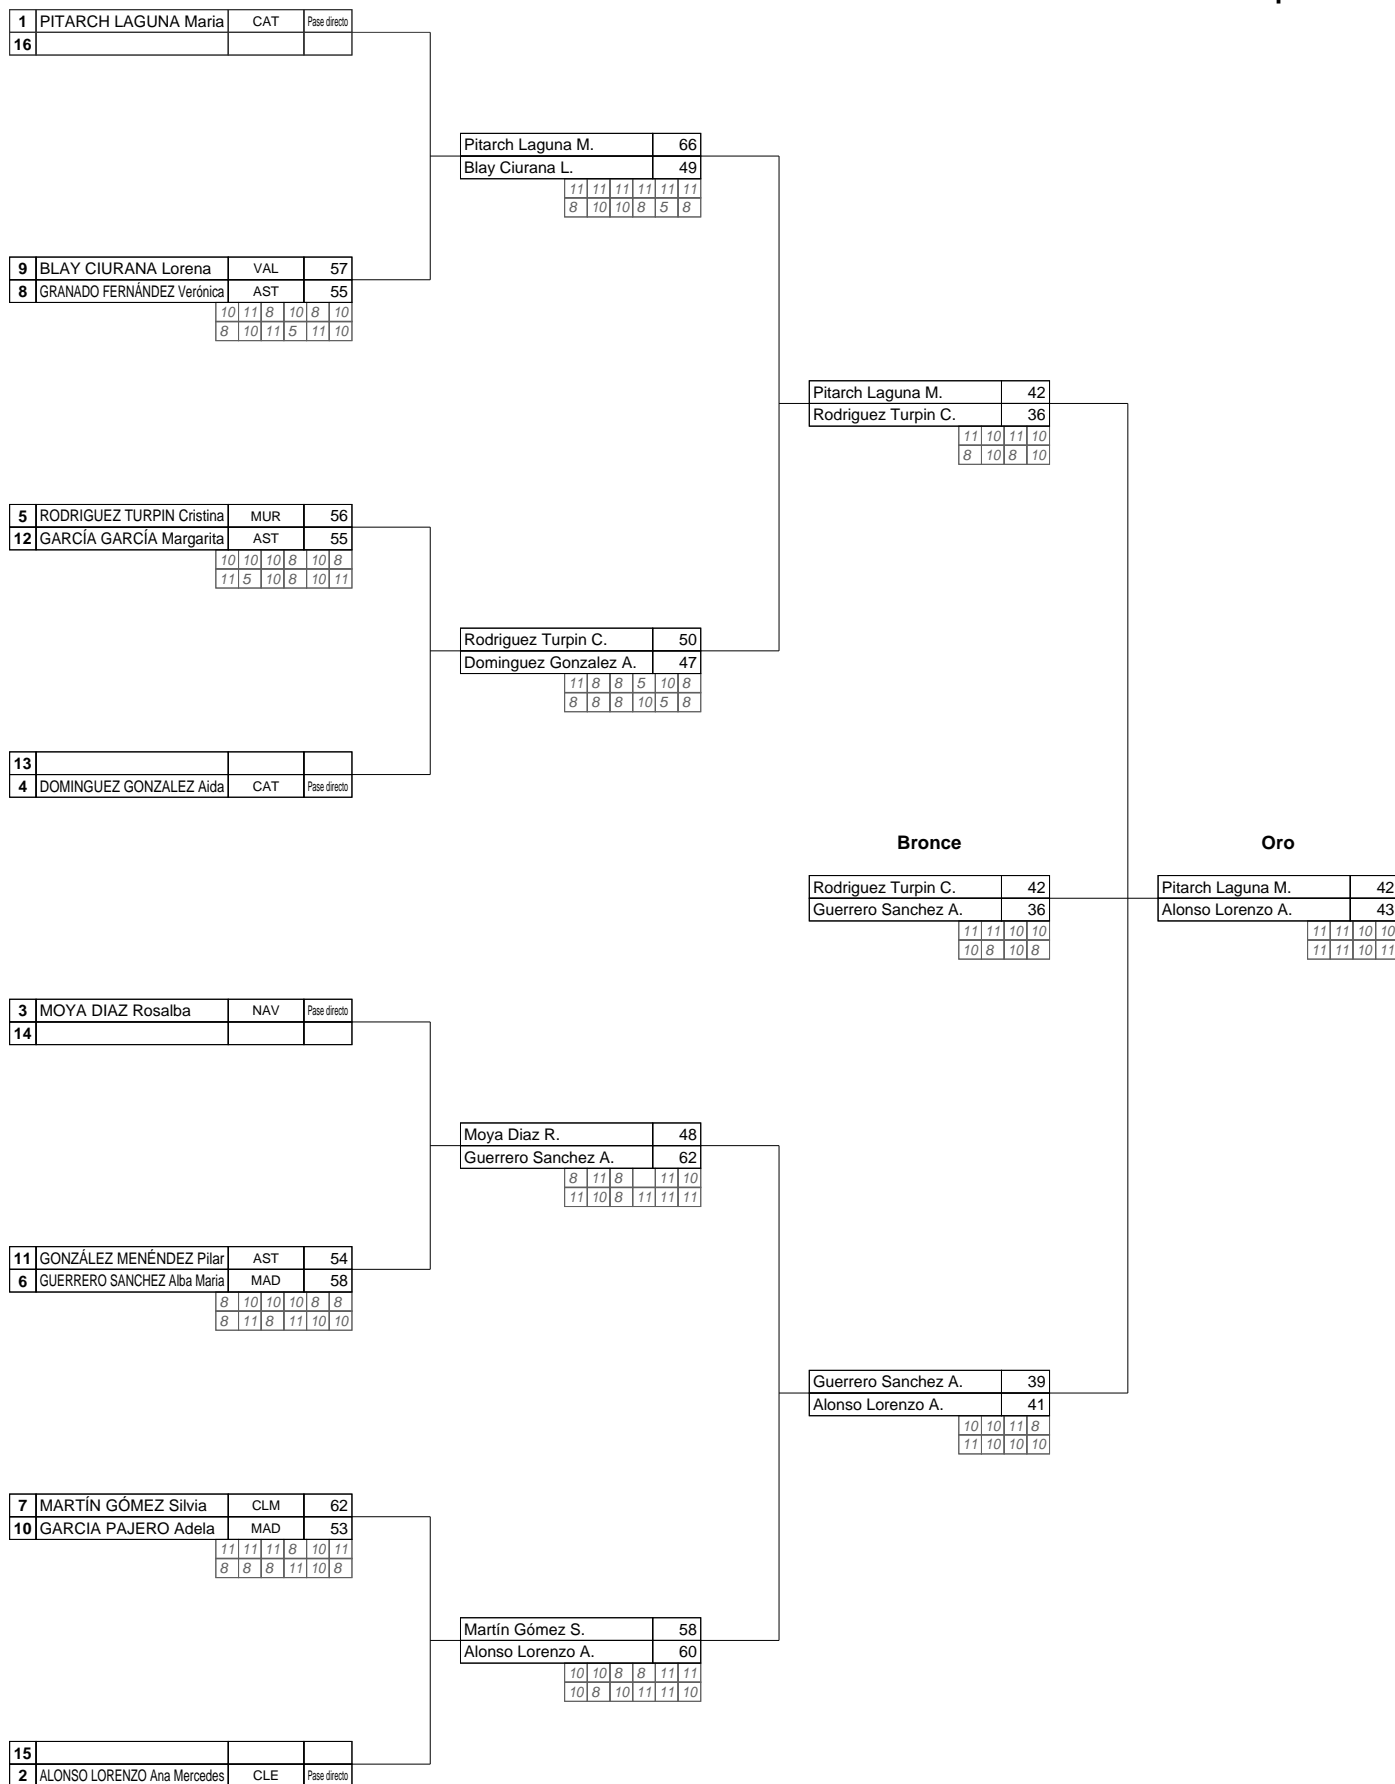 1 PITARCH LAGUNA Maria CAT Pase directo
16
Pitarch Laguna M. 66
Blay Ciurana L. 49
11 11 11 11 11 11
8 10 10 8 5 8
9 BLAY CIURANA Lorena VAL 57
8 GRANADO FERNÁNDEZ Verónica AST 55
10 11 8 10 8 10
8 10 11 5 11 10
Pitarch Laguna M. 42
Rodriguez Turpin C. 36
11 10 11 10
8 10 8 10
5 RODRIGUEZ TURPIN Cristina MUR 56
12 GARCÍA GARCÍA Margarita AST 55
10 10 10 8 10 8
11 5 10 8 10 11
Rodriguez Turpin C. 50
Dominguez Gonzalez A. 47
11 8 8 5 10 8
8 8 8 10 5 8
13
4 DOMINGUEZ GONZALEZ Aida CAT Pase directo
Bronce Oro
Rodriguez Turpin C. 42 Pitarch Laguna M. 42
Guerrero Sanchez A. 36 Alonso Lorenzo A. 43
11 11 10 10 11 11 10 10
10 8 10 8 11 11 10 11
3 MOYA DIAZ Rosalba NAV Pase directo
14
Moya Diaz R. 48
Guerrero Sanchez A. 62
8 11 8 11 10
11 10 8 11 11 11
11 GONZÁLEZ MENÉNDEZ Pilar AST 54
6 GUERRERO SANCHEZ Alba Maria MAD 58
8 10 10 10 8 8
8 11 8 11 10 10
Guerrero Sanchez A. 39
Alonso Lorenzo A. 41
10 10 11 8
11 10 10 10
7 MARTÍN GÓMEZ Silvia CLM 62
10 GARCIA PAJERO Adela MAD 53
11 11 11 8 10 11
8 8 8 11 10 8
Martín Gómez S. 58
Alonso Lorenzo A. 60
10 10 8 8 11 11
10 8 10 11 11 10
15
2 ALONSO LORENZO Ana Mercedes CLE Pase directo